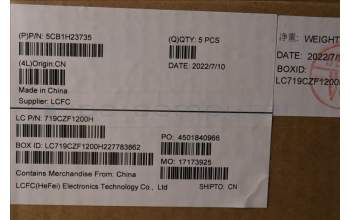 (P)P/N: 5CB1H23735
(Q)QTY: 5 PCS
(4L)Origin:CN
DATE: 2022/7/10
Made in China
Supplier: LCFC
净重: WEIGHT
DATE: 2022/7/
BOXID:
LC719CZF1200
LC P/N: 719CZF1200H
PO: 4501840966
BOX ID: LC719CZF1200H227783862
MO: 17173925
Contains Merchandise From: China
LCFC(HeFei) Electronics Technology Co., Ltd
SHIPTO: CN